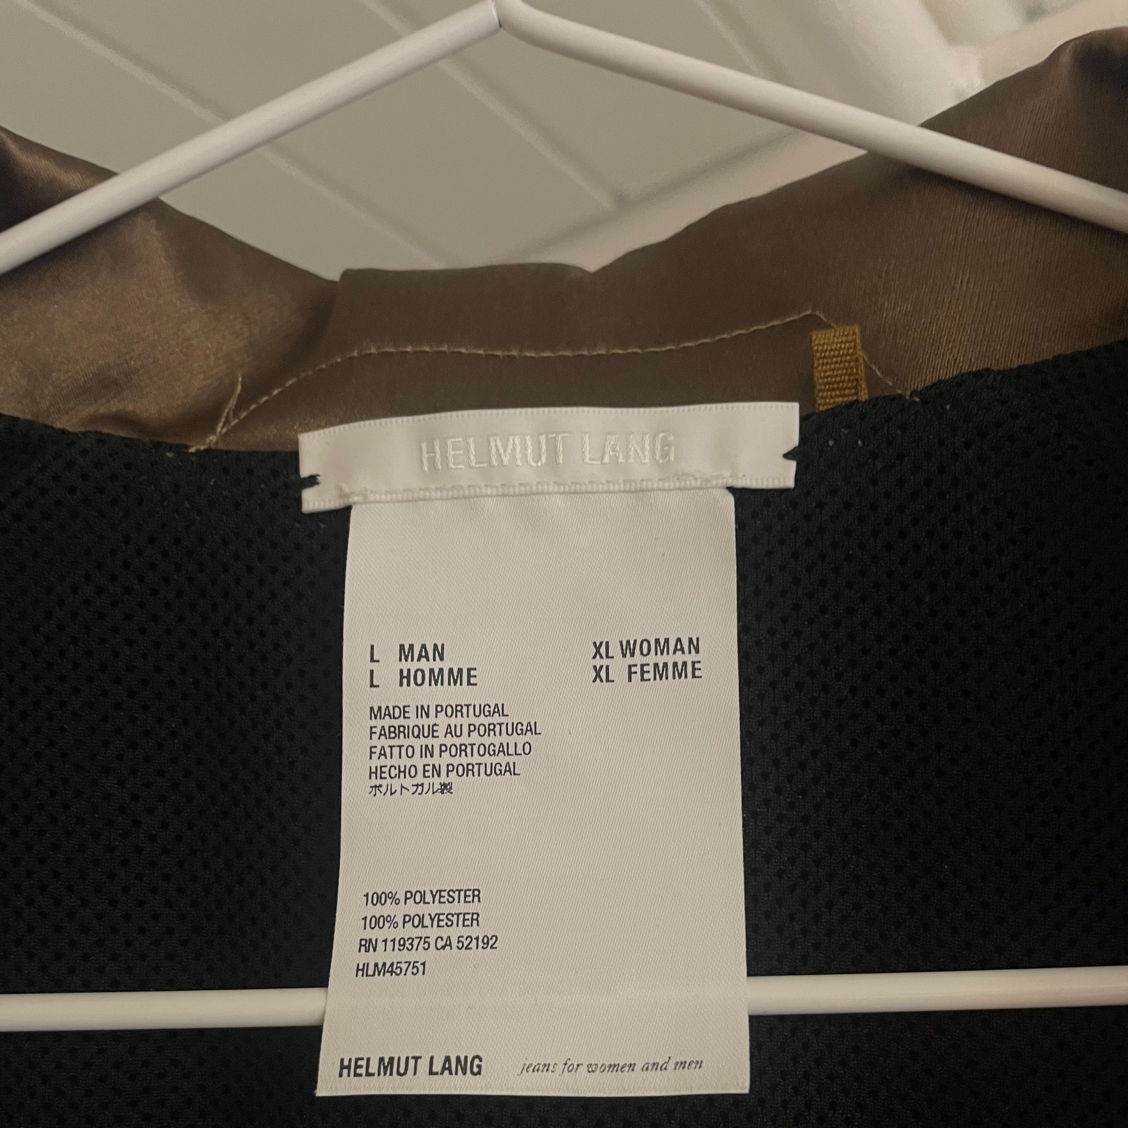 HELMUT LANG
L MAN XL WOMAN
L HOMME XL FEMME
MADE IN PORTUGAL
FABRIQUÉ AU PORTUGAL
FATTO IN PORTOGALLO
HECHO EN PORTUGAL
ポルトガル製
100% POLYESTER
100% POLYESTER
RN 119375 CA 52192
HLM45751
HELMUT LANG jeans for women and men